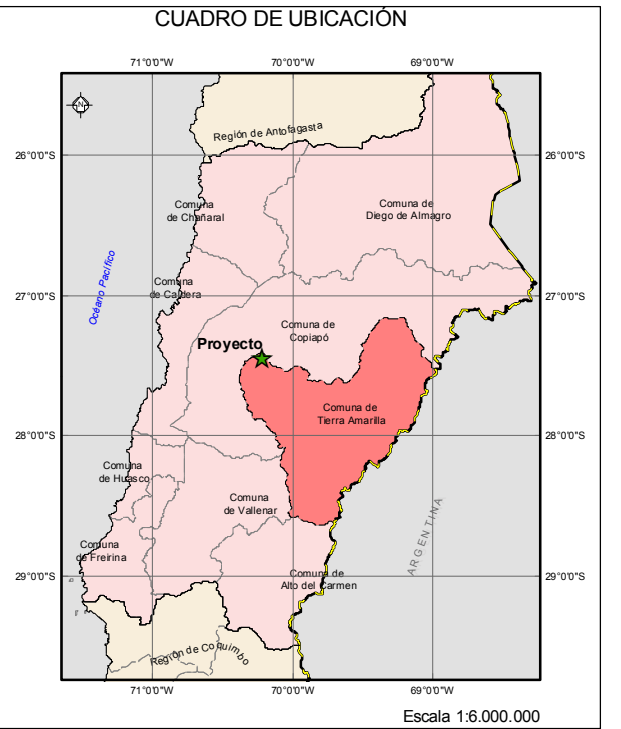 CUADRO DE UBICACIÓN
71°0'0"W 70°0'0"W 69°0'0"W
N
Región de Antofagasta
26°0'0"S 26°0'0"S
Comuna
de Chañaral
Comuna de
Diego de Almagro
Océano Pacífico
Comuna
de Caldera
27°0'0"S 27°0'0"S
Comuna de
Copiapó
Proyecto
Comuna de
Tierra Amarilla
28°0'0"S 28°0'0"S
Comuna
de Huasco
Comuna
de Vallenar
ARGENTINA
Comuna
de Freirina
29°0'0"S 29°0'0"S
Comuna de
Alto del Carmen
Región de Coquimbo
71°0'0"W 70°0'0"W 69°0'0"W
Escala 1:6.000.000